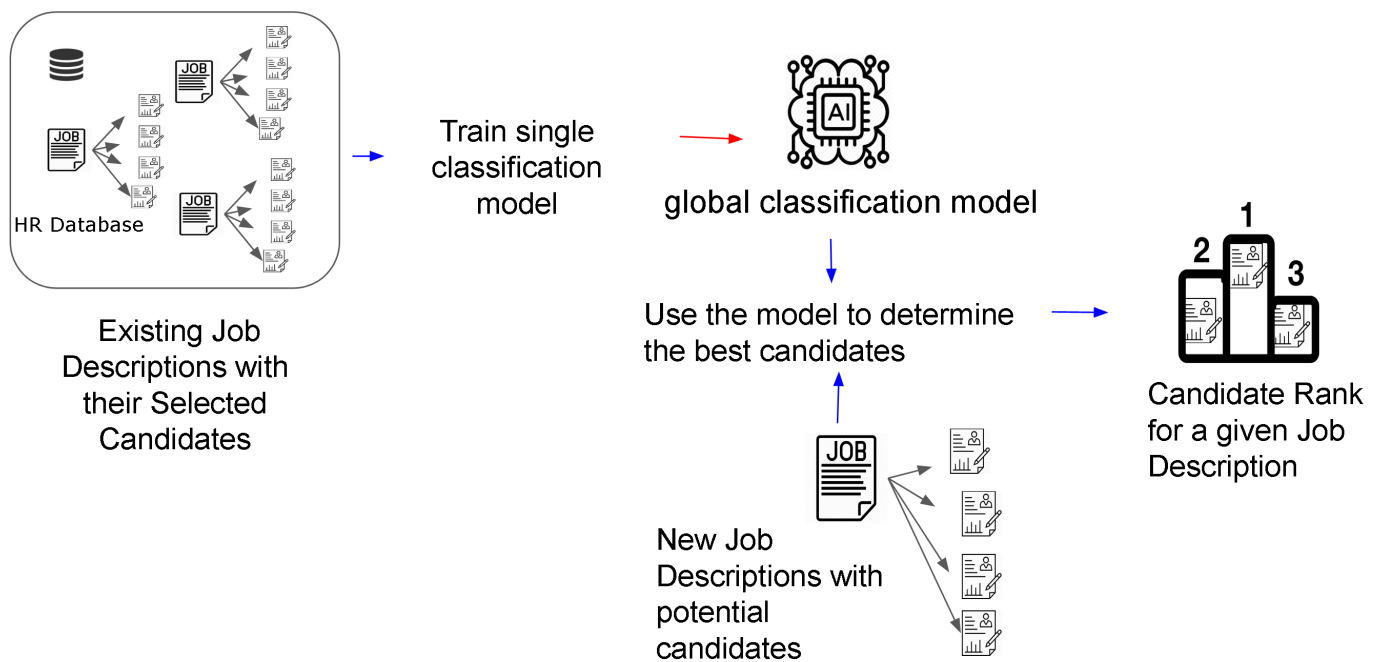 JOB
JOB
JOB
HR Database
Existing Job
Descriptions with
their Selected
Candidates
Train single
classification
model
AI
global classification model
Use the model to determine
the best candidates
JOB
New Job
Descriptions with
potential
candidates
1
2
3
Candidate Rank
for a given Job
Description